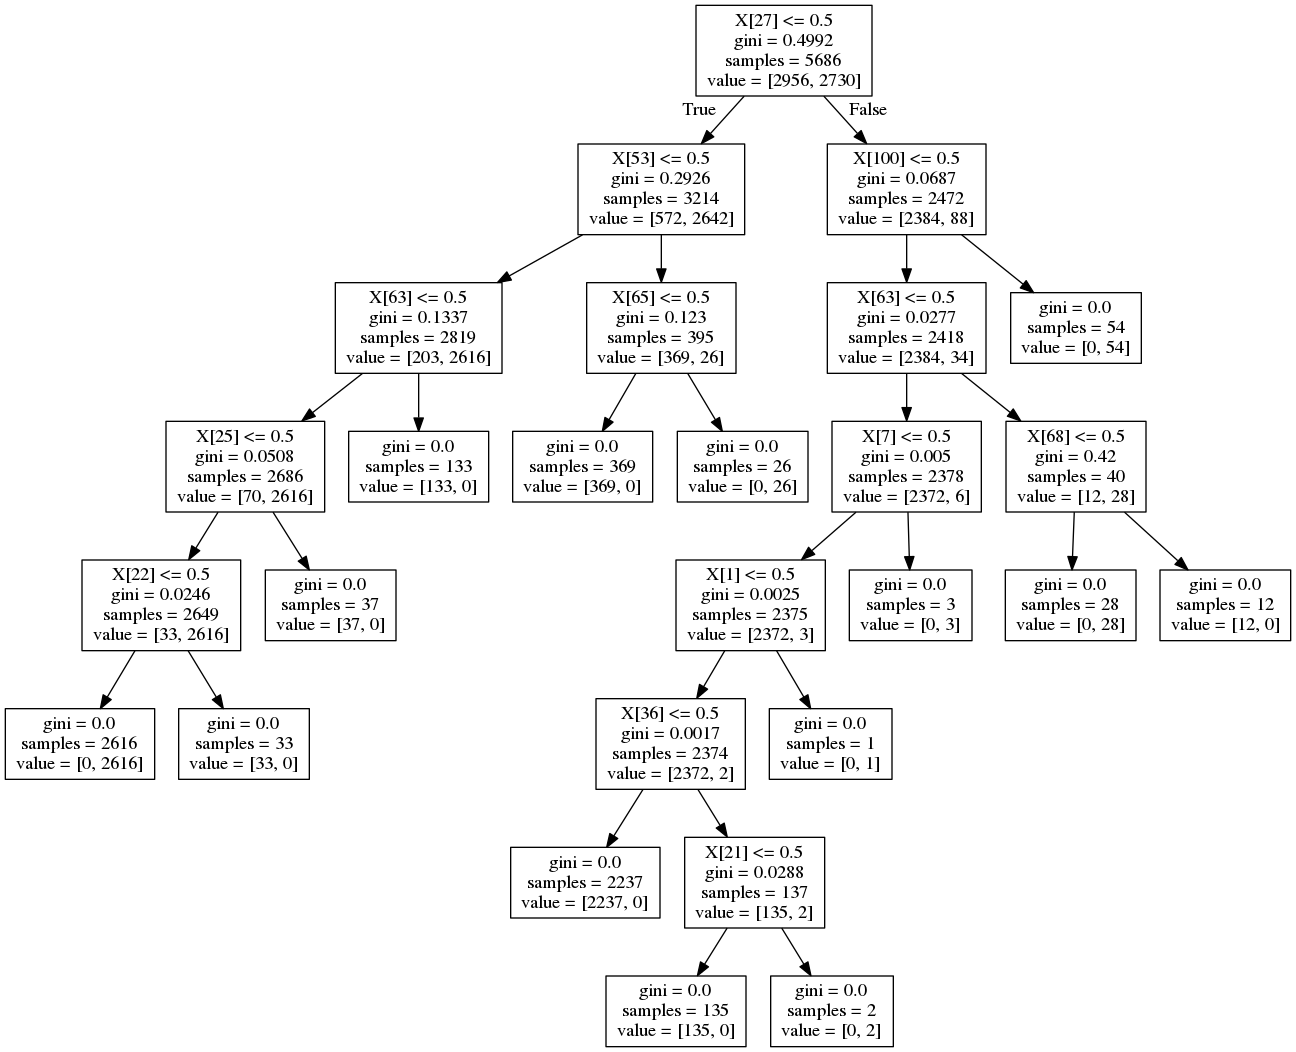 X[27] <= 0.5
gini = 0.4992
samples = 5686
value = [2956, 2730]
True
False
X[53] <= 0.5
gini = 0.2926
samples = 3214
value = [572, 2642]
X[100] <= 0.5
gini = 0.0687
samples = 2472
value = [2384, 88]
X[63] <= 0.5
gini = 0.1337
samples = 2819
value = [203, 2616]
X[65] <= 0.5
gini = 0.123
samples = 395
value = [369, 26]
X[63] <= 0.5
gini = 0.0277
samples = 2418
value = [2384, 34]
gini = 0.0
samples = 54
value = [0, 54]
X[25] <= 0.5
gini = 0.0508
samples = 2686
value = [70, 2616]
gini = 0.0
samples = 133
value = [133, 0]
gini = 0.0
samples = 369
value = [369, 0]
gini = 0.0
samples = 26
value = [0, 26]
X[7] <= 0.5
gini = 0.005
samples = 2378
value = [2372, 6]
X[68] <= 0.5
gini = 0.42
samples = 40
value = [12, 28]
X[22] <= 0.5
gini = 0.0246
samples = 2649
value = [33, 2616]
gini = 0.0
samples = 37
value = [37, 0]
X[1] <= 0.5
gini = 0.0025
samples = 2375
value = [2372, 3]
gini = 0.0
samples = 3
value = [0, 3]
gini = 0.0
samples = 28
value = [0, 28]
gini = 0.0
samples = 12
value = [12, 0]
gini = 0.0
samples = 2616
value = [0, 2616]
gini = 0.0
samples = 33
value = [33, 0]
X[36] <= 0.5
gini = 0.0017
samples = 2374
value = [2372, 2]
gini = 0.0
samples = 1
value = [0, 1]
gini = 0.0
samples = 2237
value = [2237, 0]
X[21] <= 0.5
gini = 0.0288
samples = 137
value = [135, 2]
gini = 0.0
samples = 135
value = [135, 0]
gini = 0.0
samples = 2
value = [0, 2]